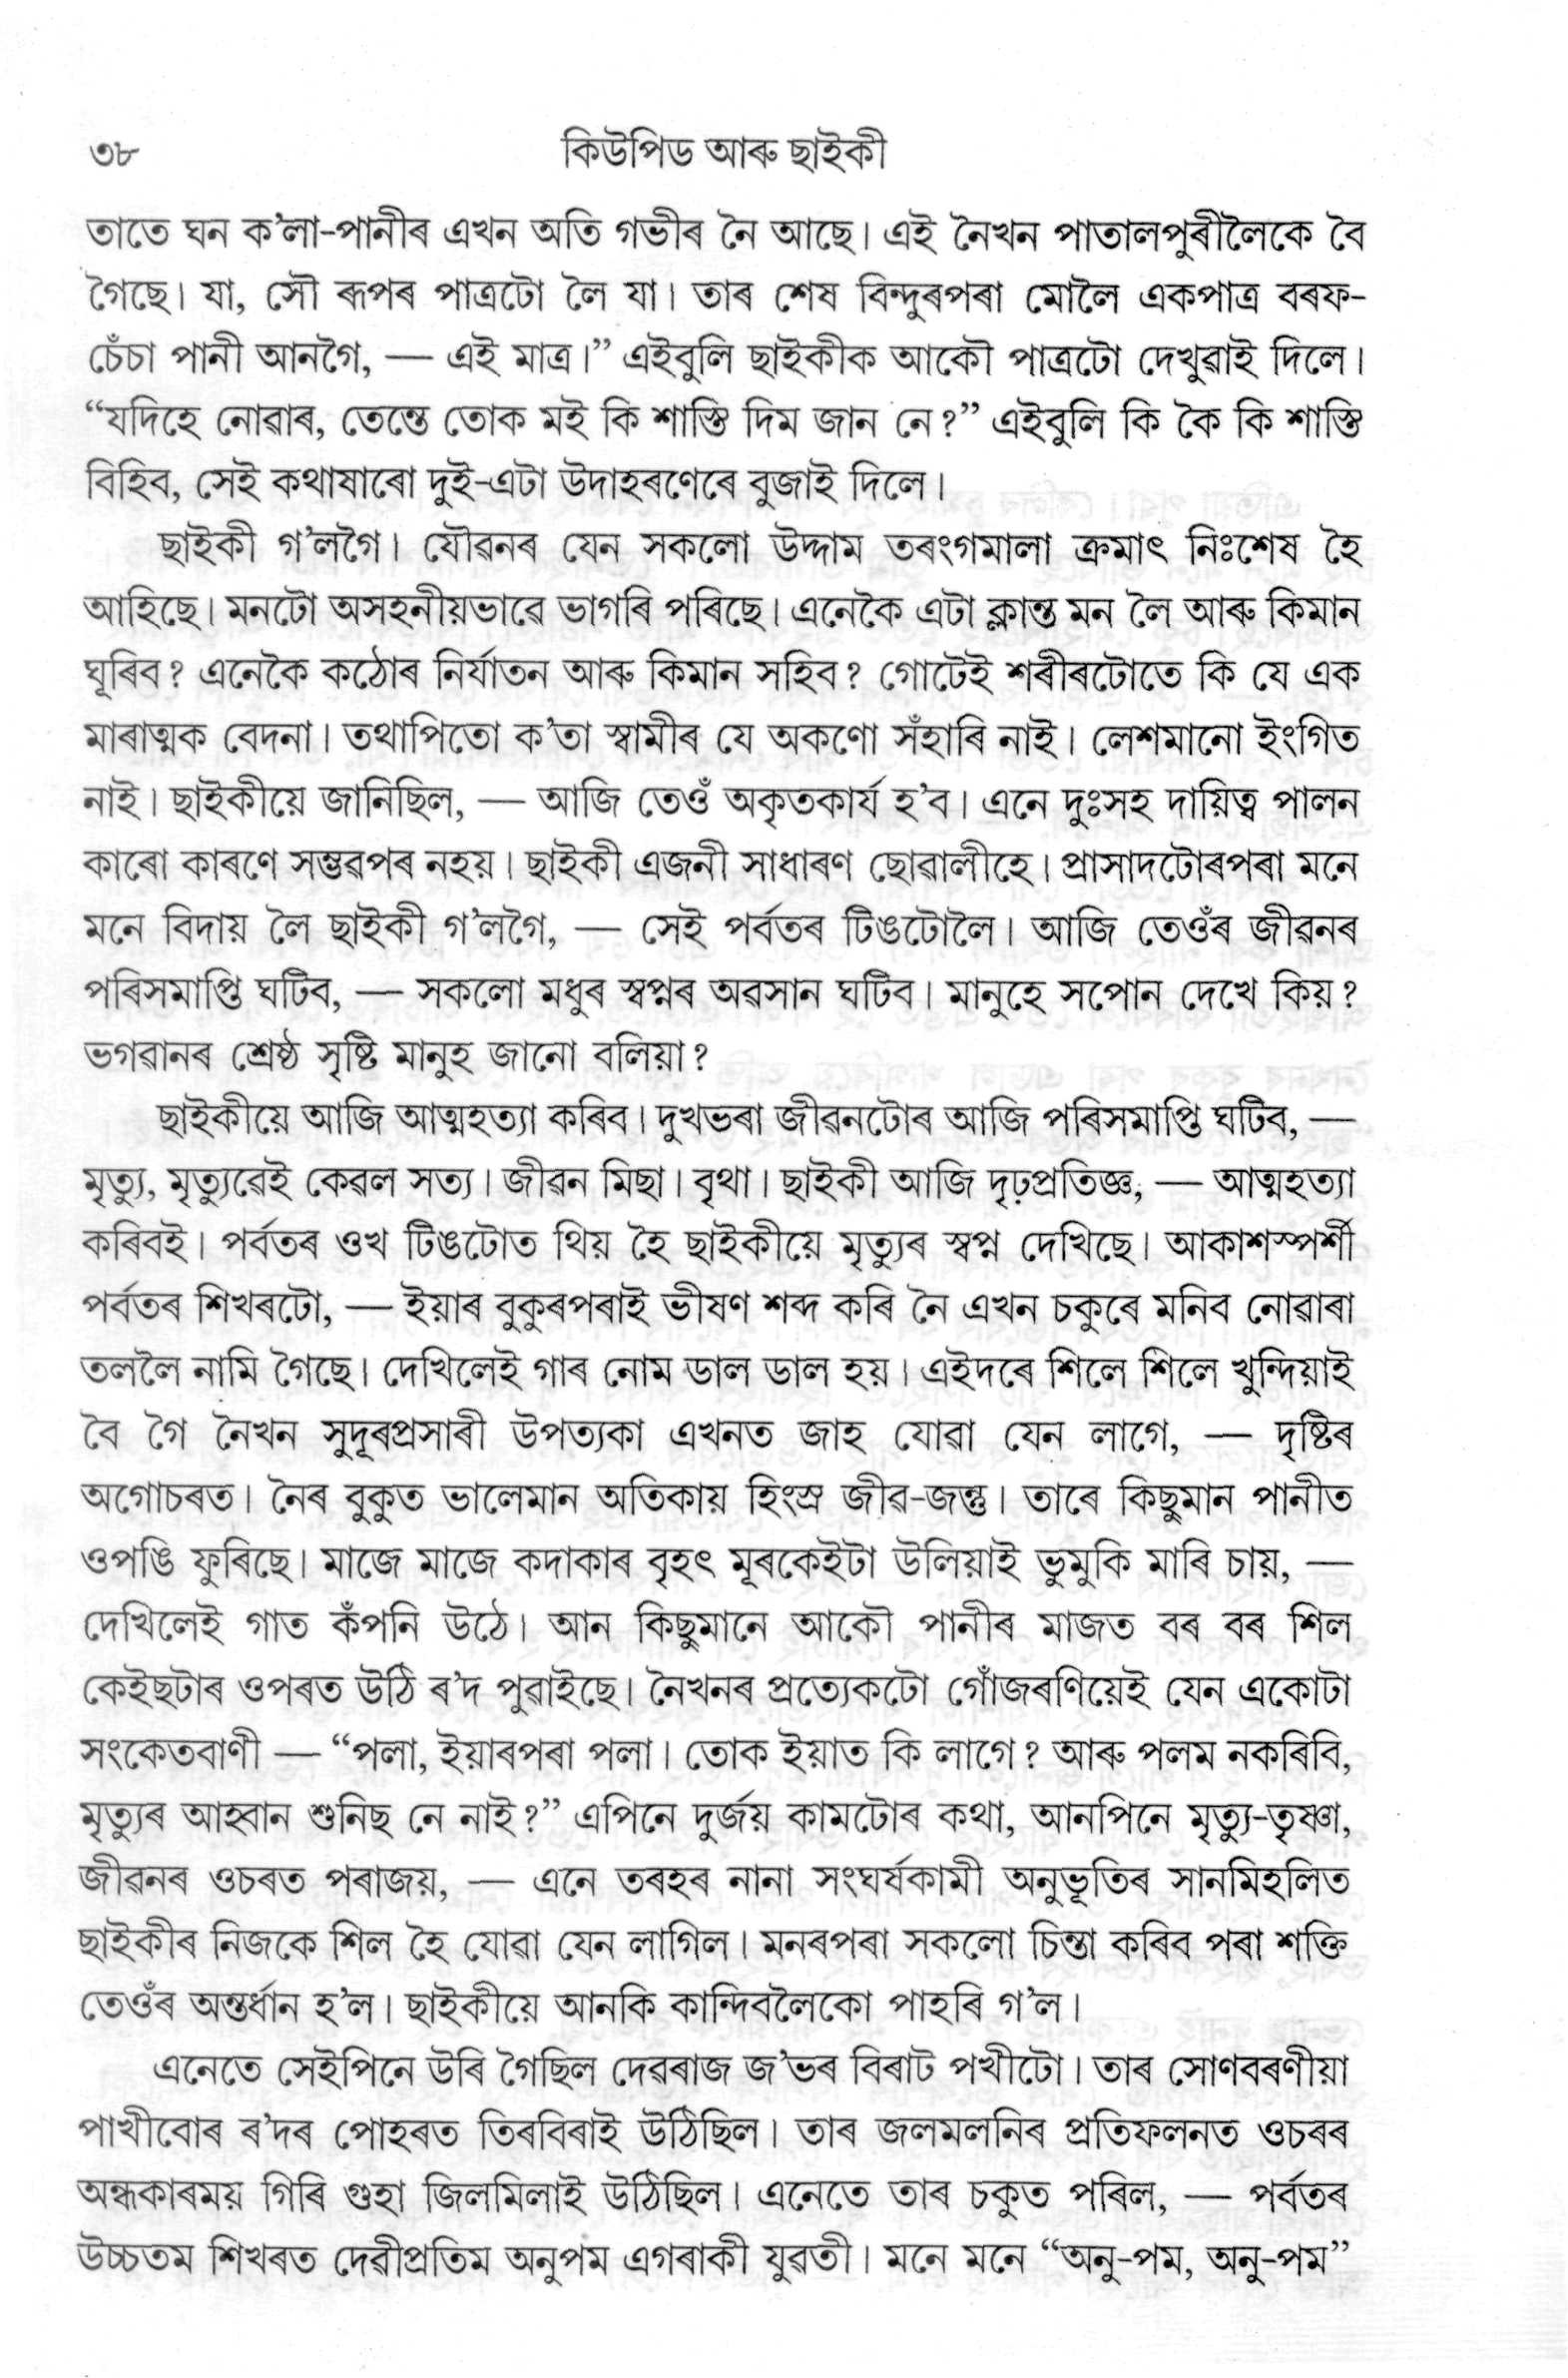 ৩৮ কিউপিড আৰু ছাইকী
তাতে ঘন ক’লা-পানীৰ এখন অতি গভীৰ নৈ আছে। এই নৈখন পাতালপুৰীলৈকে বৈ
গৈছে। যা, সৌ ৰূপৰ পাত্ৰটো লৈ যা। তাৰ শেষ বিন্দুৰপৰা মোলৈ একপাত্ৰ বৰফ-
চেঁচা পানী আনগৈ, — এই মাত্ৰ।” এইবুলি ছাইকীক আকৌ পাত্ৰটো দেখুৱাই দিলে।
“যদিহে নোৱাৰ, তেন্তে তোক মই কি শাস্তি দিম জান নে?” এইবুলি কি কৈ কি শাস্তি
বিহিব, সেই কথাষাৰো দুই-এটা উদাহৰণেৰে বুজাই দিলে।
ছাইকী গ’লগৈ। যৌৱনৰ যেন সকলো উদ্দাম তৰংগমালা ক্ৰমাৎ নিঃশেষ হৈ
আহিছে। মনটো অসহনীয়ভাৱে ভাগৰি পৰিছে। এনেকৈ এটা ক্লান্ত মন লৈ আৰু কিমান
ঘূৰিব? এনেকৈ কঠোৰ নিৰ্যাতন আৰু কিমান সহিব? গোটেই শৰীৰটোতে কি যে এক
মাৰাত্মক বেদনা। তথাপিতো ক’তা স্বামীৰ যে অকণো সঁহাৰি নাই। লেশমানো ইংগিত
নাই। ছাইকীয়ে জানিছিল, — আজি তেওঁ অকৃতকাৰ্য হ’ব। এনে দুঃসহ দায়িত্ব পালন
কাৰো কাৰণে সম্ভৱপৰ নহয়। ছাইকী এজনী সাধাৰণ ছোৱালীহে। প্ৰাসাদটোৰপৰা মনে
মনে বিদায় লৈ ছাইকী গ’লগৈ, — সেই পৰ্বতৰ টিঙটোলৈ। আজি তেওঁৰ জীৱনৰ
পৰিসমাপ্তি ঘটিব, — সকলো মধুৰ স্বপ্নৰ অৱসান ঘটিব। মানুহে সপোন দেখে কিয়?
ভগৱানৰ শ্ৰেষ্ঠ সৃষ্টি মানুহ জানো বলিয়া?
ছাইকীয়ে আজি আত্মহত্যা কৰিব। দুখভৰা জীৱনটোৰ আজি পৰিসমাপ্তি ঘটিব, —
মৃত্যু, মৃত্যুৱেই কেৱল সত্য। জীৱন মিছা। বৃথা। ছাইকী আজি দৃঢ়প্ৰতিজ্ঞ, — আত্মহত্যা
কৰিবই। পৰ্বতৰ ওখ টিঙটোত থিয় হৈ ছাইকীয়ে মৃত্যুৰ স্বপ্ন দেখিছে। আকাশস্পৰ্শী
পৰ্বতৰ শিখৰটো, — ইয়াৰ বুকুৰপৰাই ভীষণ শব্দ কৰি নৈ এখন চকুৰে মনিব নোৱাৰা
তললৈ নামি গৈছে। দেখিলেই গাৰ নোম ডাল ডাল হয়। এইদৰে শিলে শিলে খুন্দিয়াই
বৈ গৈ নৈখন সুদূৰপ্ৰসাৰী উপত্যকা এখনত জাহ যোৱা যেন লাগে, — দৃষ্টিৰ
অগোচৰত। নৈৰ বুকুত ভালেমান অতিকায় হিংস্ৰ জীৱ-জন্তু। তাৰে কিছুমান পানীত
ওপঙি ফুৰিছে। মাজে মাজে কদাকাৰ বৃহৎ মূৰকেইটা উলিয়াই ভুমুকি মাৰি চায়, —
দেখিলেই গাত কঁপনি উঠে। আন কিছুমানে আকৌ পানীৰ মাজত বৰ বৰ শিল
কেইছটাৰ ওপৰত উঠি ৰ’দ পুৱাইছে। নৈখনৰ প্ৰত্যেকটো গোঁজৰণিয়েই যেন একোটা
সংকেতবাণী — “পলা, ইয়াৰপৰা পলা। তোক ইয়াত কি লাগে? আৰু পলম নকৰিবি,
মৃত্যুৰ আহ্বান শুনিছ নে নাই?” এপিনে দুৰ্জয় কামটোৰ কথা, আনপিনে মৃত্যু-তৃষ্ণা,
জীৱনৰ ওচৰত পৰাজয়, — এনে তৰহৰ নানা সংঘৰ্ষকামী অনুভূতিৰ সানমিহলিত
ছাইকীৰ নিজকে শিল হৈ যোৱা যেন লাগিল। মনৰপৰা সকলো চিন্তা কৰিব পৰা শক্তি
তেওঁৰ অন্তৰ্ধান হ’ল। ছাইকীয়ে আনকি কান্দিবলৈকো পাহৰি গ’ল।
এনেতে সেইপিনে উৰি গৈছিল দেৱৰাজ জ’ভৰ বিৰাট পখীটো। তাৰ সোণবৰণীয়া
পাখীবোৰ ৰ’দৰ পোহৰত তিৰবিৰাই উঠিছিল। তাৰ জলমলনিৰ প্ৰতিফলনত ওচৰৰ
অন্ধকাৰময় গিৰি গুহা জিলমিলাই উঠিছিল। এনেতে তাৰ চকুত পৰিল, — পৰ্বতৰ
উচ্চতম শিখৰত দেৱীপ্ৰতিম অনুপম এগৰাকী যুৱতী। মনে মনে “অনু-পম, অনু-পম”